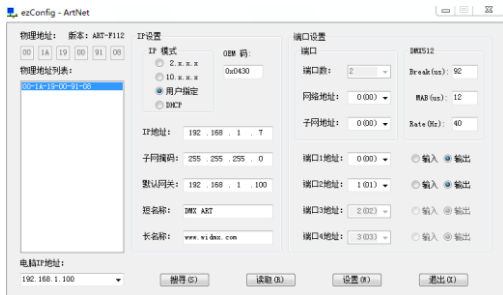 ezConfig - ArtNet
物理地址: 版本: ART-F112
00 1A 19 00 91 08
物理地址列表:
00-1A-19-00-91-08
电脑IP地址:
192.168.1.100
IP设置
IP 模式
2.x.x.x
10.x.x.x
用户指定
DHCP
OEM 码:
0x0430
IP地址: 192 .168 . 1 . 7
子网掩码: 255 .255 .255 . 0
默认网关: 192 .168 . 1 .100
短名称: DMX ART
长名称: www.widmx.com
端口设置
端口
端口数: 2
网络地址: 0(00)
子网地址: 0(00)
DMX512
Break(us): 92
MAB(us): 12
Rate(Hz): 40
端口1地址: 0(00) 输入 输出
端口2地址: 1(01) 输入 输出
端口3地址: 2(02) 输入 输出
端口4地址: 3(03) 输入 输出
搜寻(S) 读取(R) 设置(W) 退出(X)